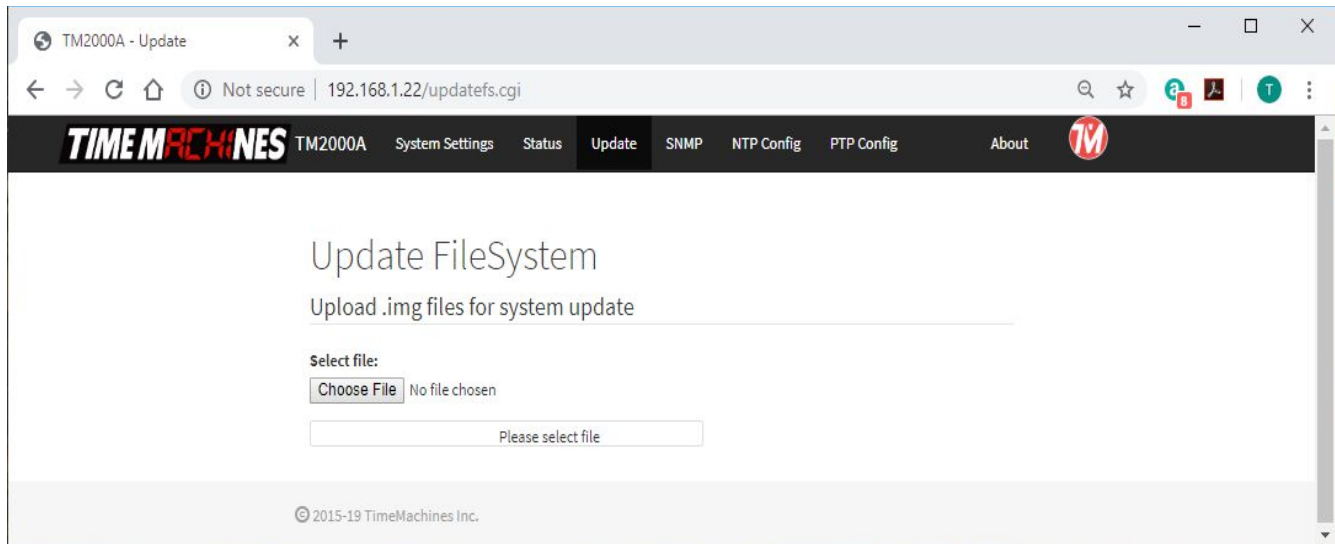 TM2000A - Update
Not secure | 192.168.1.22/updatefs.cgi
a 8 T
TIME MACHINES TM2000A System Settings Status Update SNMP NTP Config PTP Config About TM
Update FileSystem
Upload .img files for system update
Select file:
Choose File No file chosen
Please select file
© 2015-19 TimeMachines Inc.